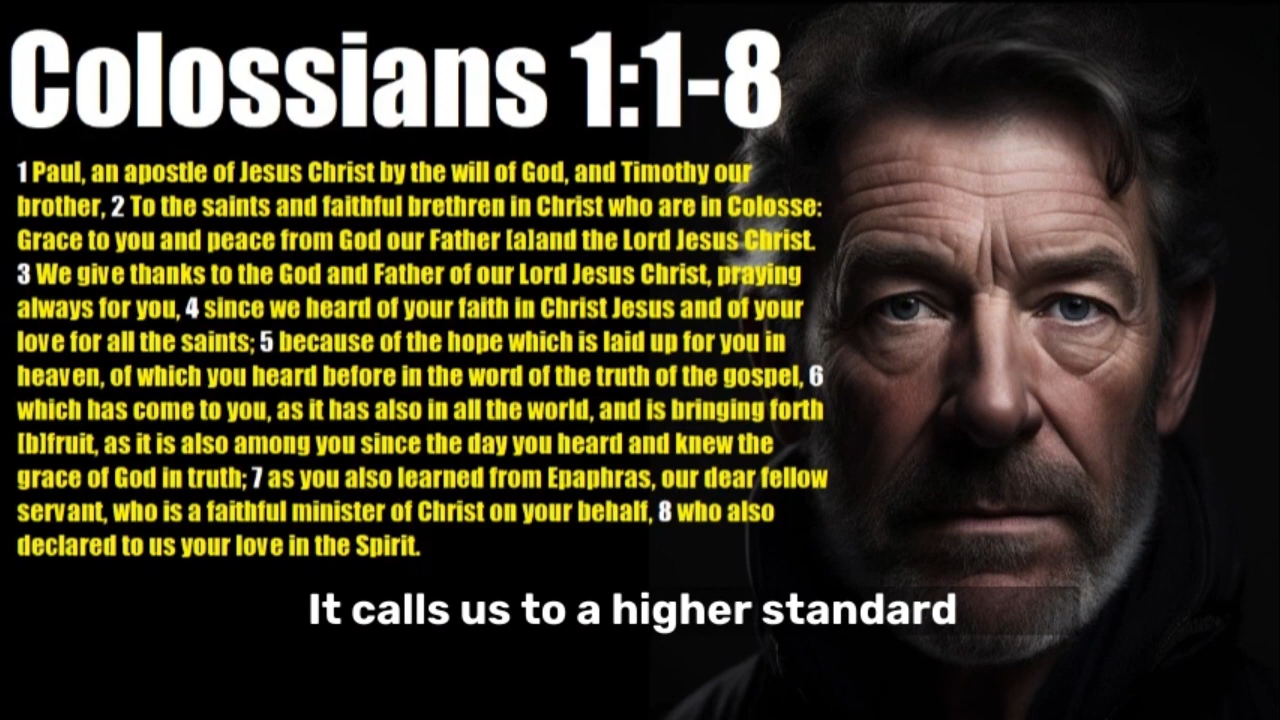 Colossians 1:1-8
1 Paul, an apostle of Jesus Christ by the will of God, and Timothy our
brother, 2 To the saints and faithful brethren in Christ who are in Colosse:
Grace to you and peace from God our Father [a]and the Lord Jesus Christ.
3 We give thanks to the God and Father of our Lord Jesus Christ, praying
always for you, 4 since we heard of your faith in Christ Jesus and of your
love for all the saints; 5 because of the hope which is laid up for you in
heaven, of which you heard before in the word of the truth of the gospel, 6
which has come to you, as it has also in all the world, and is bringing forth
[b]fruit, as it is also among you since the day you heard and knew the
grace of God in truth; 7 as you also learned from Epaphras, our dear fellow
servant, who is a faithful minister of Christ on your behalf, 8 who also
declared to us your love in the Spirit.
It calls us to a higher standard